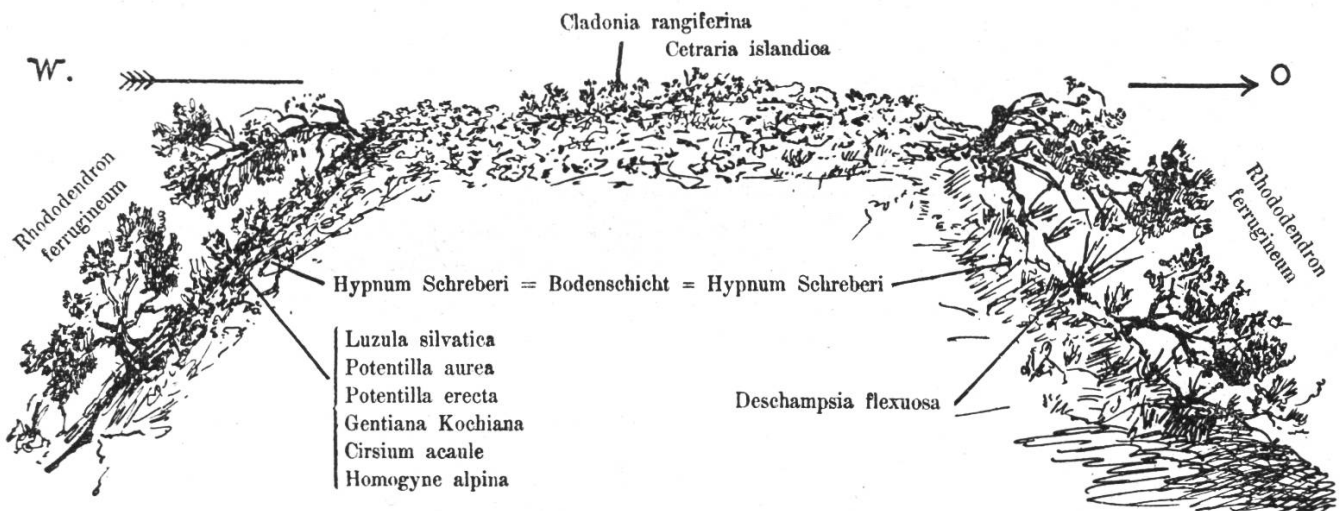 Cladonia rangiferina
Cetraria islandica
W.
O
Rhododendron
ferrugineum
Rhododendron
ferrugineum
Hypnum Schreberi = Bodenschicht = Hypnum Schreberi
Luzula silvatica
Potentilla aurea
Potentilla erecta
Gentiana Kochiana
Cirsium acaule
Homogyne alpina
Deschampsia flexuosa